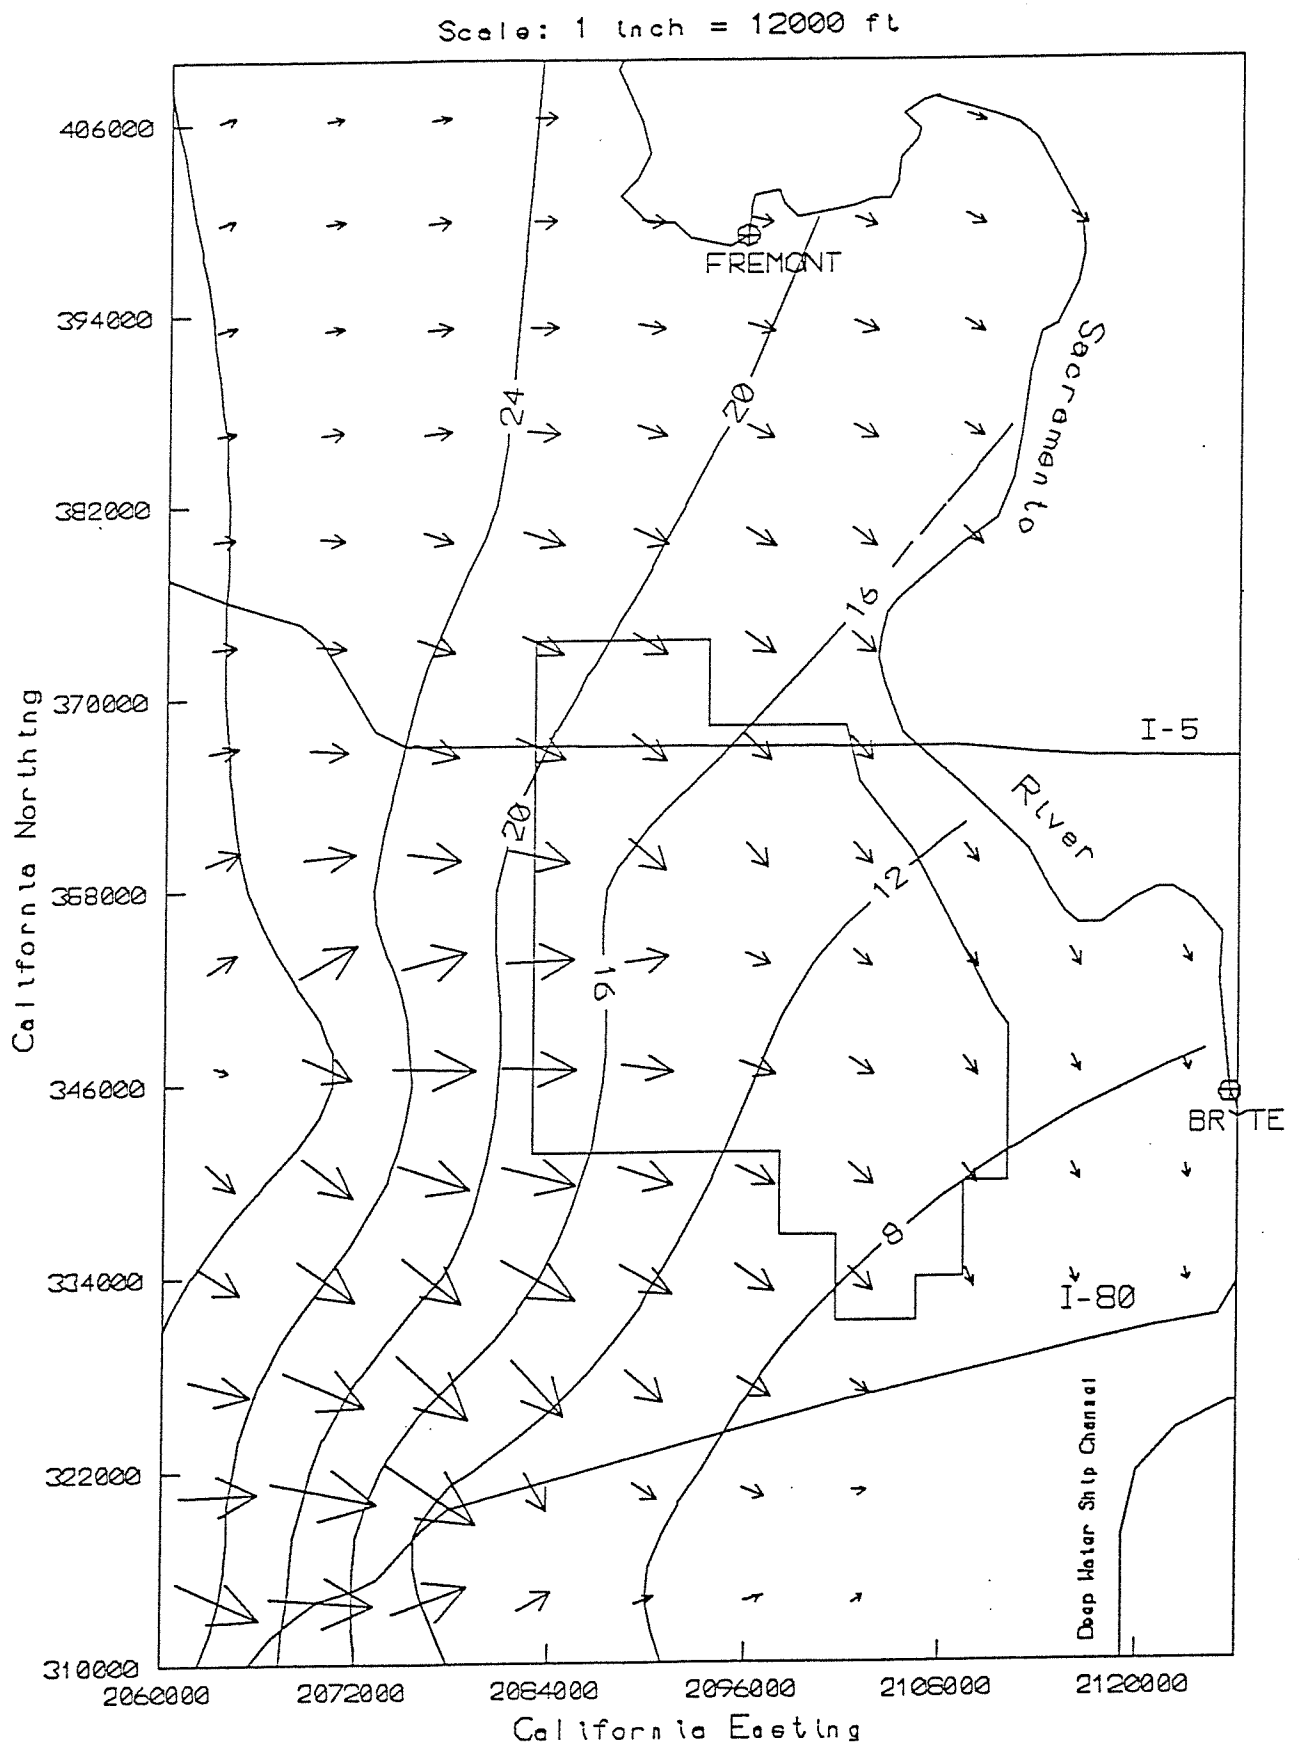 Scale: 1 inch = 12000 ft
406000
FREMONT
394000
Sacramento
24
20
382000
16
370000
California Northing
I-5
River
20
12
358000
16
346000
BRYTE
8
334000
I-80
Deep Water Ship Channel
322000
310000
2060000 2072000 2084000 2096000 2108000 2120000
California Easting